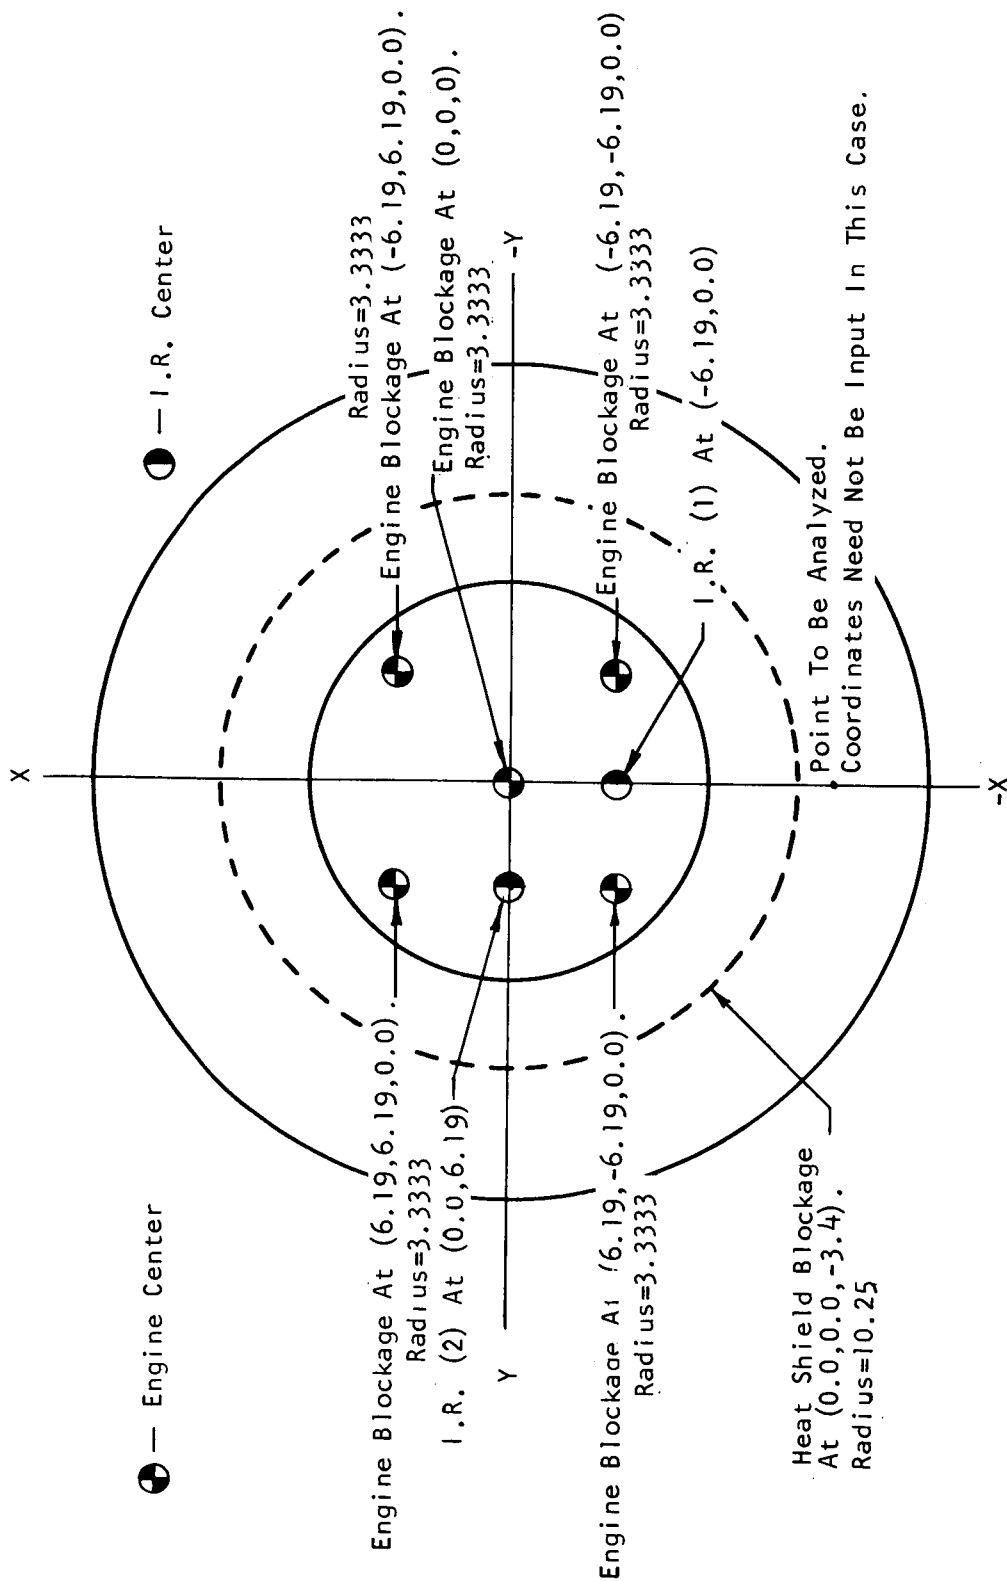 X
— Engine Center
— I.R. Center
Engine Blockage At (6.19,6.19,0.0).
Radius=3.3333
I.R. (2) At (0.0,6.19)
Radius=3.3333
Engine Blockage At (-6.19,6.19,0.0).
Engine Blockage At (0,0,0).
Radius=3.3333
Y
-Y
Engine Blockage At (6.19,-6.19,0.0).
Radius=3.3333
Engine Blockage At (-6.19,-6.19,0.0)
Radius=3.3333
I.R. (1) At (-6.19,0.0)
Heat Shield Blockage
At (0.0,0.0,-3.4).
Radius=10.25
Point To Be Analyzed.
Coordinates Need Not Be Input In This Case.
-X